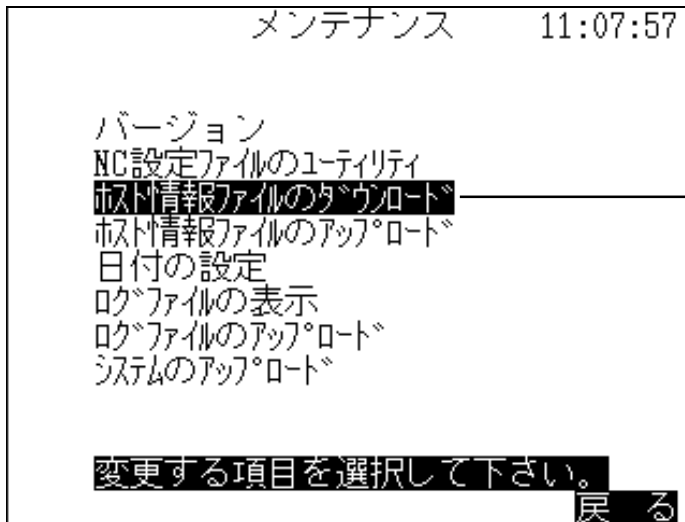 メンテナンス 11:07:57
バージョン
NC設定ﾌｧｲﾙのﾕｰﾃｨﾘﾃｨ
ﾎｽﾄ情報ﾌｧｲﾙのﾀﾞｳﾝﾛｰﾄﾞ
ﾎｽﾄ情報ﾌｧｲﾙのｱｯﾌﾟﾛｰﾄﾞ
日付の設定
ﾛｸﾞﾌｧｲﾙの表示
ﾛｸﾞﾌｧｲﾙのｱｯﾌﾟﾛｰﾄﾞ
ｼｽﾃﾑのｱｯﾌﾟﾛｰﾄﾞ
変更する項目を選択して下さい。
戻 る